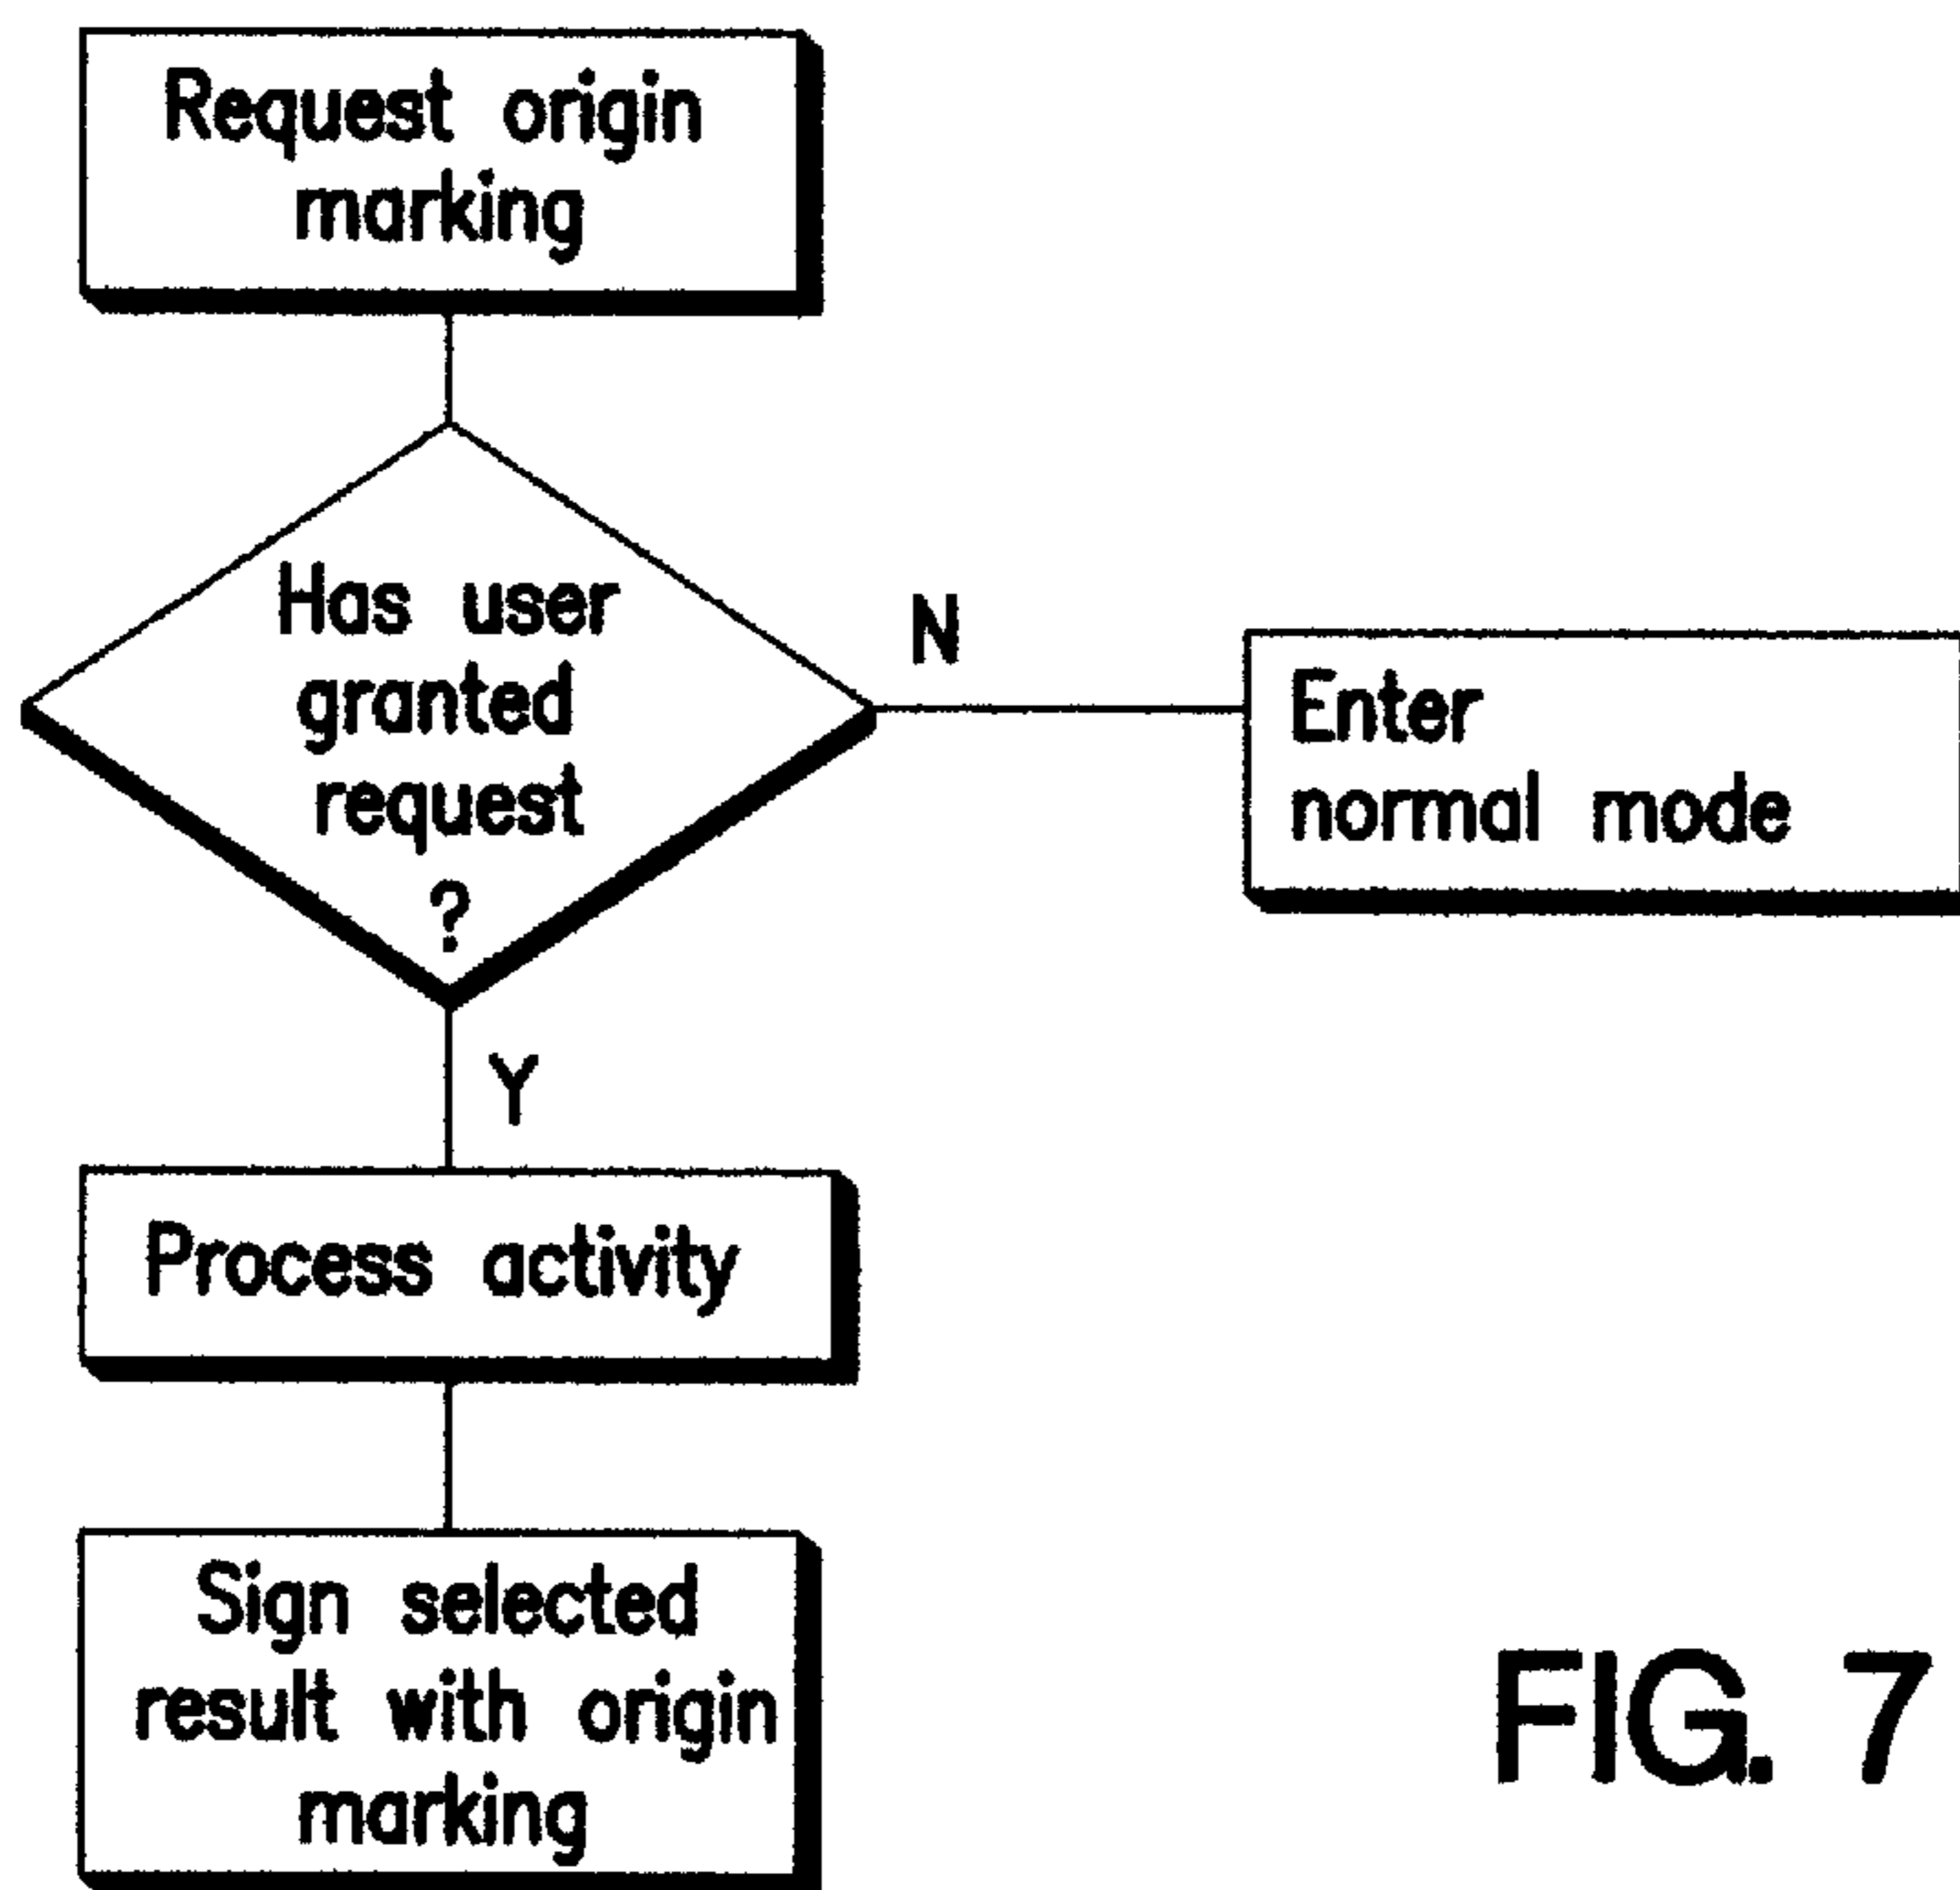 Request origin
marking
Has user
granted
request
?
N
Enter
normal mode
Y
Process activity
Sign selected
result with origin
marking
FIG. 7